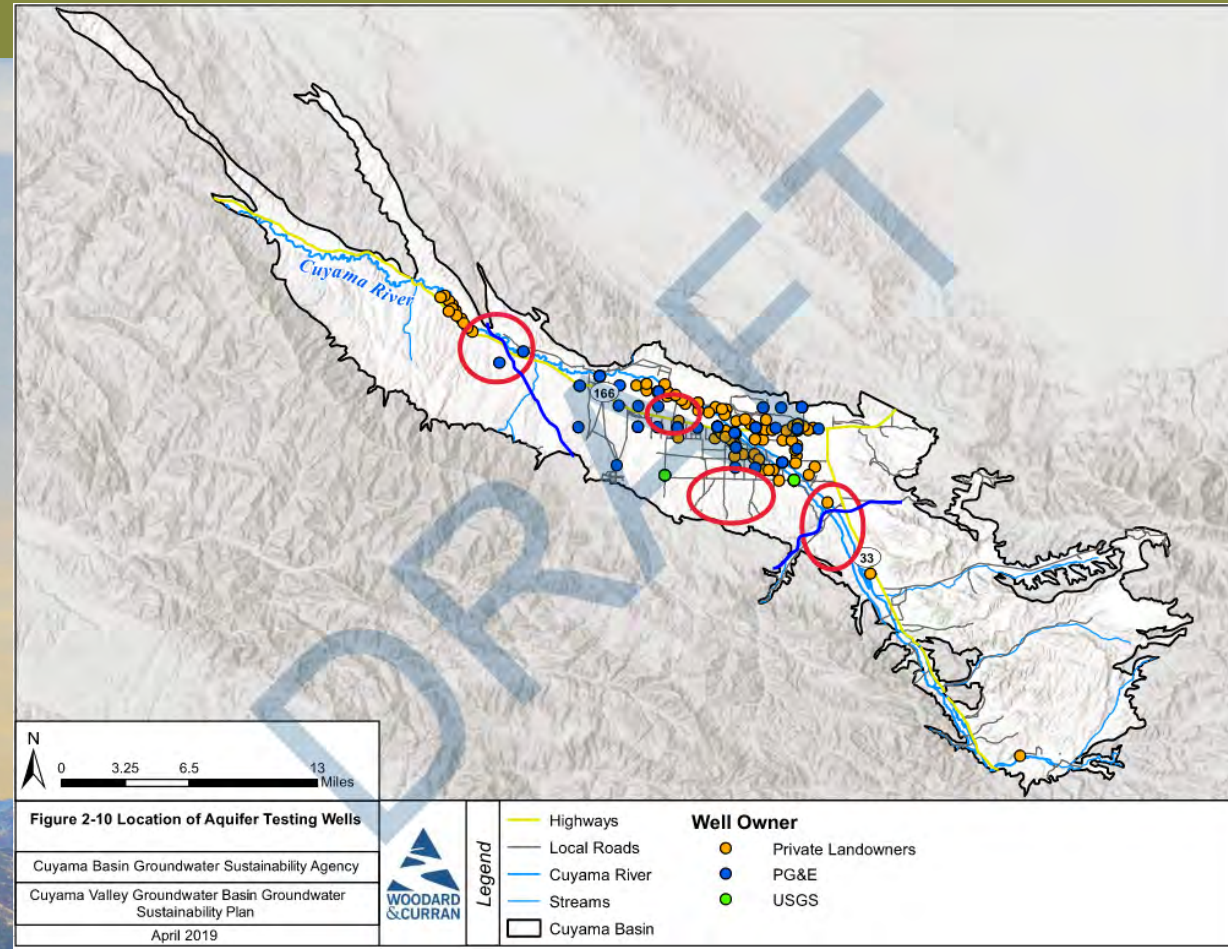 DRAFT
Cuyama River
166
33
N
0 3.25 6.5 13
Miles
Figure 2-10 Location of Aquifer Testing Wells
Cuyama Basin Groundwater Sustainability Agency
Cuyama Valley Groundwater Basin Groundwater
Sustainability Plan
April 2019
WOODARD
&CURRAN
Legend
Highways
Local Roads
Cuyama River
Streams
Cuyama Basin
Well Owner
Private Landowners
PG&E
USGS